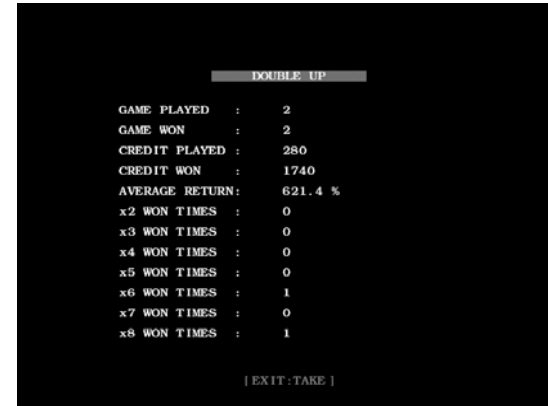 DOUBLE UP
GAME PLAYED : 2
GAME WON : 2
CREDIT PLAYED : 280
CREDIT WON : 1740
AVERAGE RETURN: 621.4 %
x2 WON TIMES : 0
x3 WON TIMES : 0
x4 WON TIMES : 0
x5 WON TIMES : 0
x6 WON TIMES : 1
x7 WON TIMES : 0
x8 WON TIMES : 1
[EXIT:TAKE]